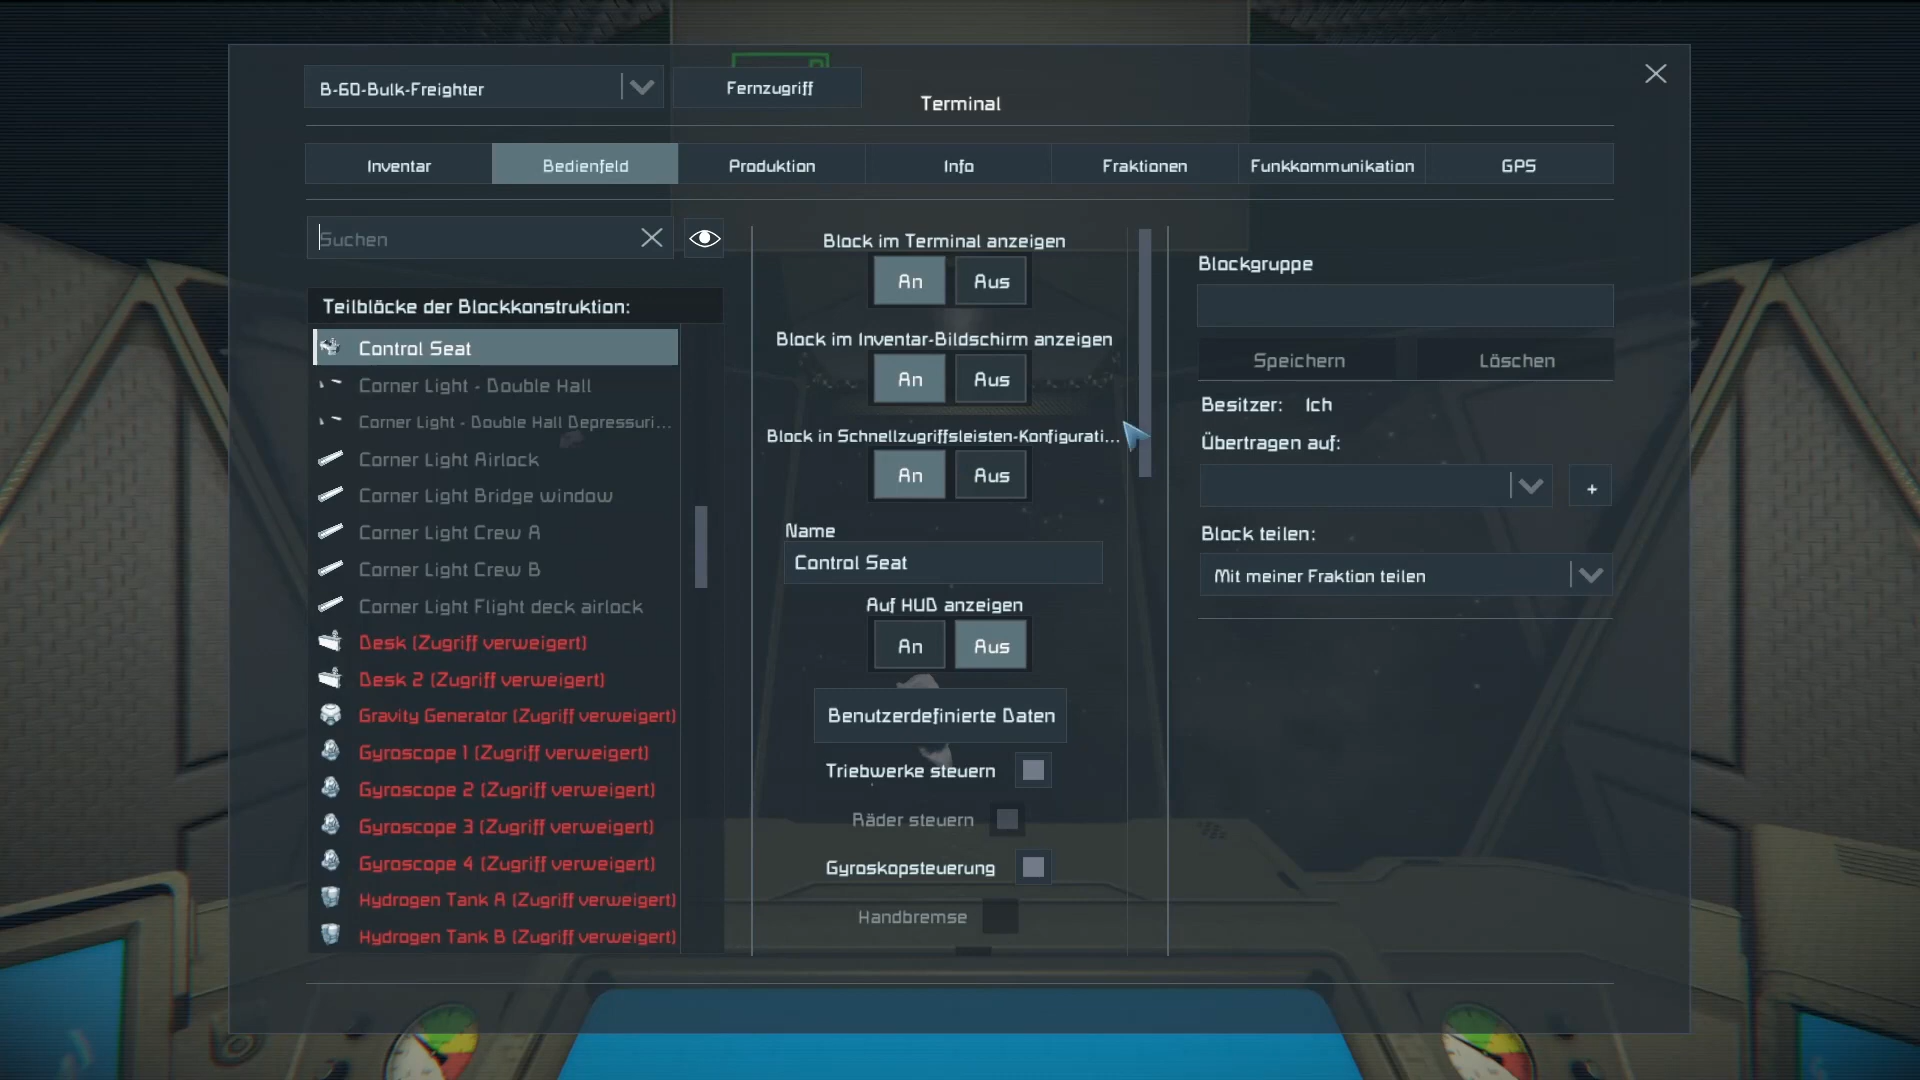 B-60-Bulk-Freighter
Fernzugriff
Terminal
Inventar
Bedienfeld
Produktion
Info
Fraktionen
Funkkommunikation
GPS
Suchen
Teilblöcke der Blockkonstruktion:
Control Seat
Corner Light - Double Hall
Corner Light - Double Hall Depressuri...
Corner Light Airlock
Corner Light Bridge window
Corner Light Crew A
Corner Light Crew B
Corner Light Flight deck airlock
Desk (Zugriff verweigert)
Desk 2 (Zugriff verweigert)
Gravity Generator (Zugriff verweigert)
Gyroscope 1 (Zugriff verweigert)
Gyroscope 2 (Zugriff verweigert)
Gyroscope 3 (Zugriff verweigert)
Gyroscope 4 (Zugriff verweigert)
Hydrogen Tank A (Zugriff verweigert)
Hydrogen Tank B (Zugriff verweigert)
Block im Terminal anzeigen
An Aus
Block im Inventar-Bildschirm anzeigen
An Aus
Block in Schnellzugriffsleisten-Konfigurati...
An Aus
Name
Control Seat
Auf HUD anzeigen
An Aus
Benutzerdefinierte Daten
Triebwerke steuern
Räder steuern
Gyroskopsteuerung
Handbremse
Blockgruppe
Speichern Löschen
Besitzer: Ich
Übertragen auf:
+
Block teilen:
Mit meiner Fraktion teilen